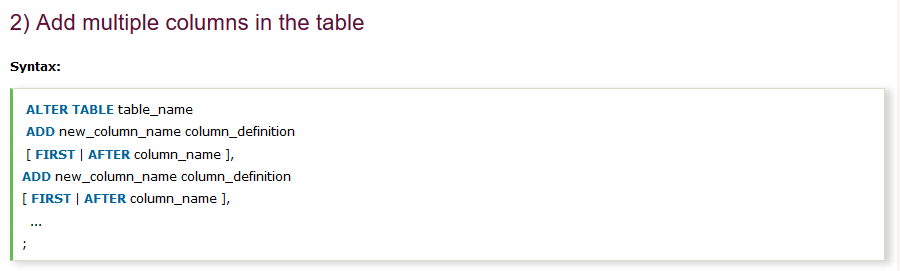 2) Add multiple columns in the table
Syntax:
ALTER TABLE table_name
ADD new_column_name column_definition
[ FIRST | AFTER column_name ],
ADD new_column_name column_definition
[ FIRST | AFTER column_name ],
...
;